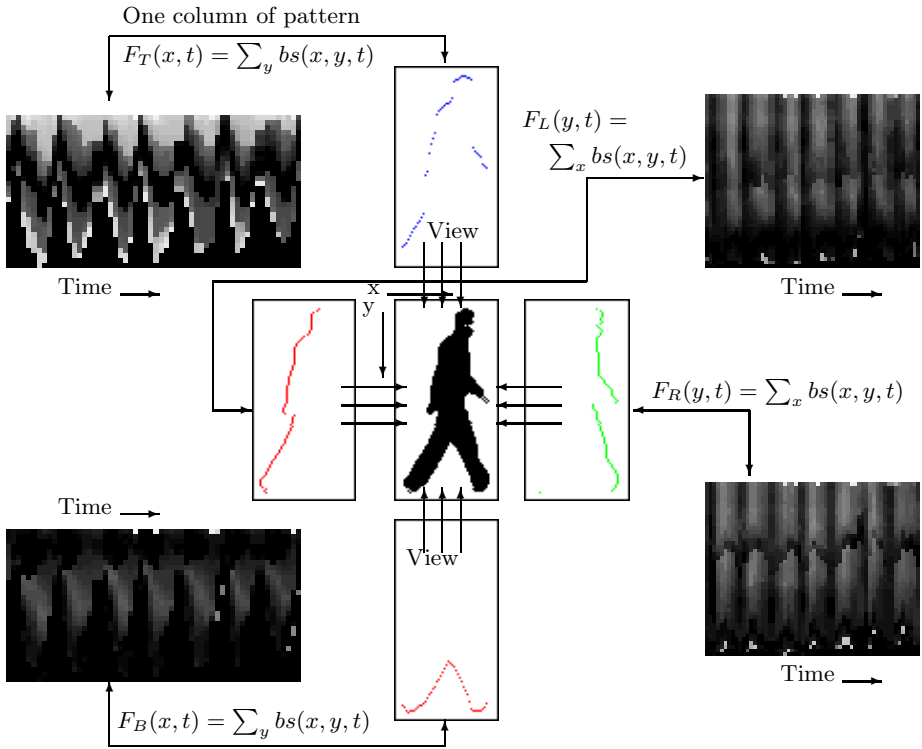 One column of pattern
F_T(x, t) = ∑_y bs(x, y, t)
F_L(y, t) =
∑_x bs(x, y, t)
View
Time
Time
x
y
F_R(y, t) = ∑_x bs(x, y, t)
Time
View
Time
F_B(x, t) = ∑_y bs(x, y, t)